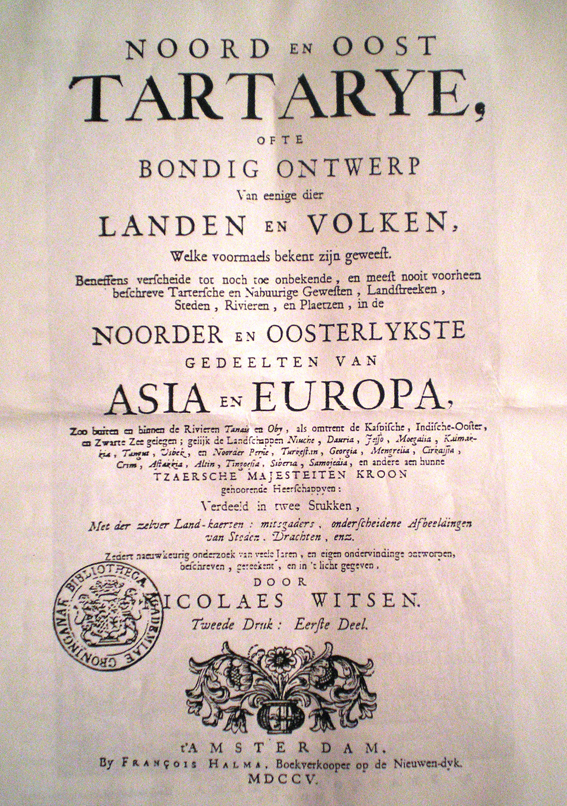 NOORD EN OOST
TARTARYE,
OFTE
BONDIG ONTWERP
Van eenige dier
LANDEN EN VOLKEN,
Welke voormaels bekent zijn geweest.
Beneffens verscheide tot noch toe onbekende, en meest nooit voorheen
beschreve Tartersche en Nabuurige Gewesten, Landstreeken,
Steden, Rivieren, en Plaetzen, in de
NOORDER EN OOSTERLYKSTE
GEDEELTEN VAN
ASIA EN EUROPA,
Zoo buiten en binnen de Rivieren Tanais en Oby, als omtrent de Kaspische, Indische-Ooster,
en Zwarte Zee gelegen; gelijk de Landschappen Niuche, Dauria, Jesso, Moegalia, Kalmak-
kia, Tangut, Usbek, en Noorder Persie, Turkestan, Georgia, Mengrelia, Cirkassia,
Crim, Astakkia, Altin, Tingoesia, Siberia, Samojedia, en andere aen hunne
TZAERSCHE MAJESTEITEN KROON
gehoorende Heerschappyen:
Verdeeld in twee Stukken,
Met der zelver Land-kaerten: mitsgaders, onderscheidene Afbeeldingen
van Steden, Drachten, enz.
Zedert naeuwkeurig onderzoek van veele Jaren, en eigen ondervindinge ontworpen,
beschreven, geteekent, en in 't licht gegeven,
DOOR
NICOLAES WITSEN.
Tweede Druk: Eerste Deel.
BIBLIOTHECA ACADEMIAE GRONINGANAE
t'AMSTERDAM,
By FRANÇOIS HALMA, Boekverkooper op de Nieuwen-dyk.
MDCCV.